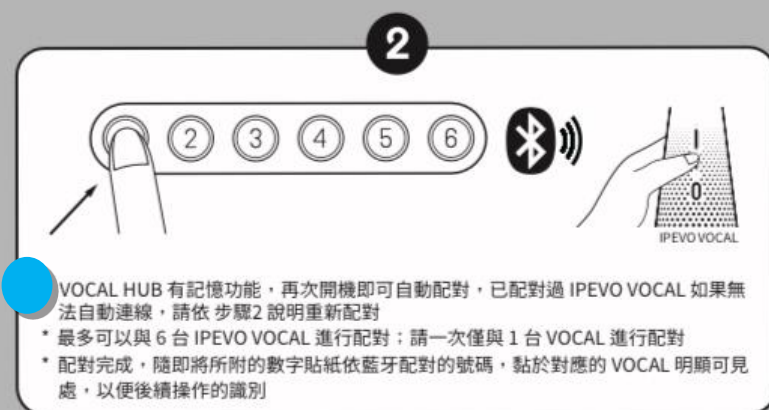 2
2 3 4 5 6
I
0
IPEVO VOCAL
VOCAL HUB 有記憶功能，再次開機即可自動配對，已配對過 IPEVO VOCAL 如果無
法自動連線，請依 步驟2 說明重新配對
* 最多可以與 6 台 IPEVO VOCAL 進行配對；請一次僅與 1 台 VOCAL 進行配對
* 配對完成，隨即將所附的數字貼紙依藍牙配對的號碼，黏於對應的 VOCAL 明顯可見
處，以便後續操作的識別